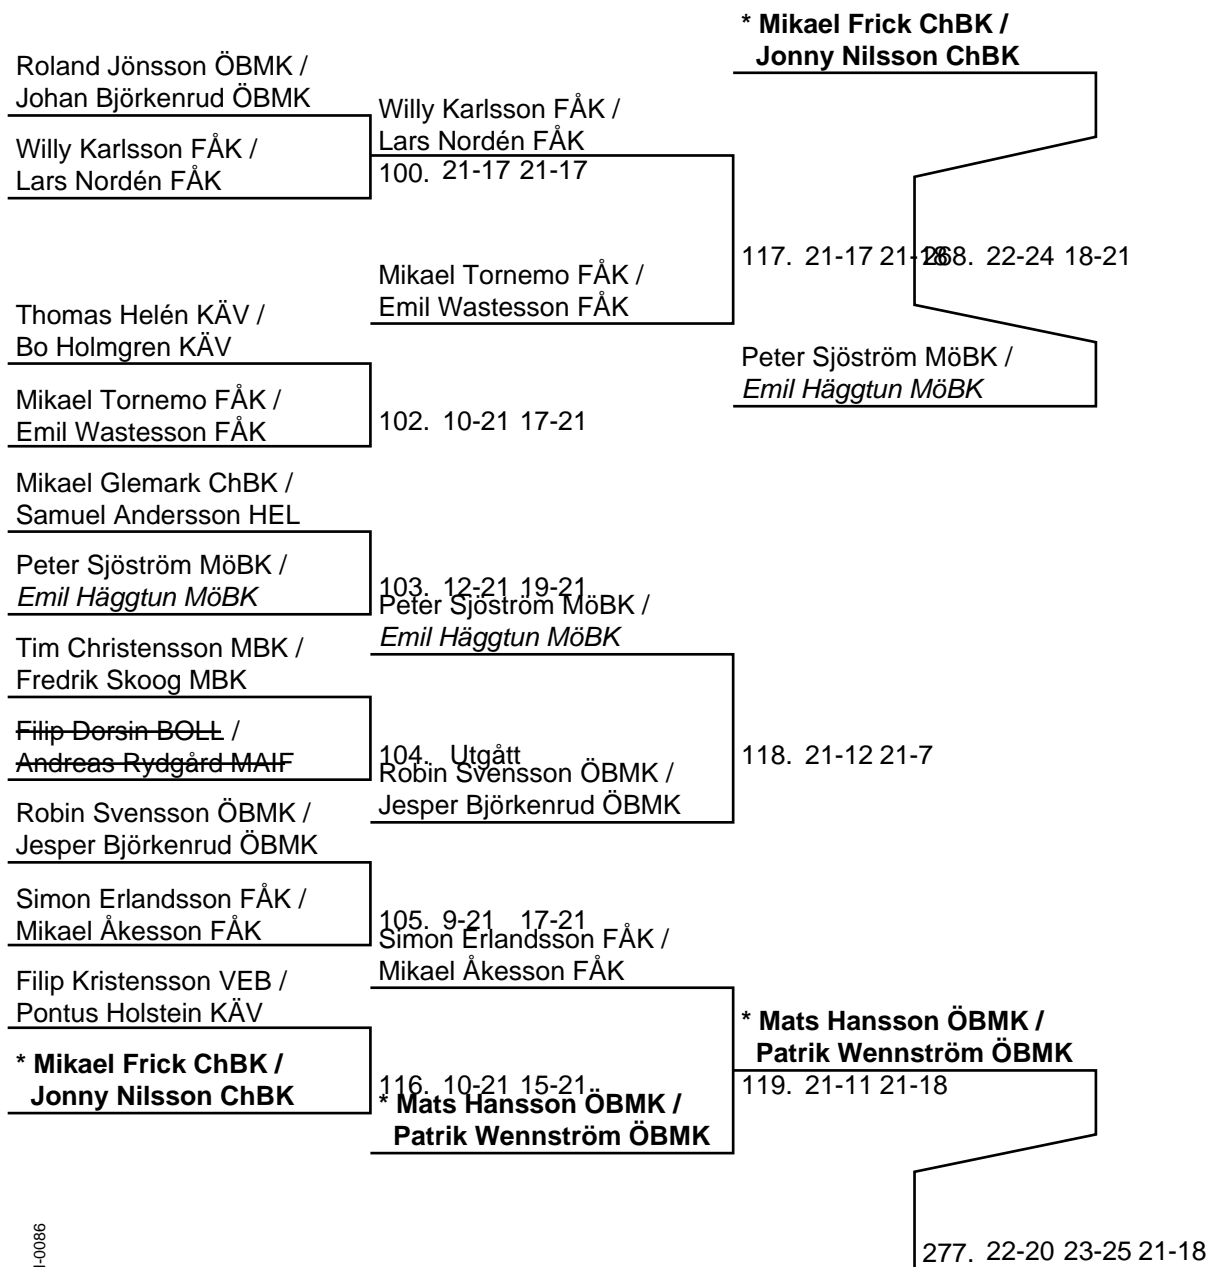 * Mikael Frick ChBK /
Jonny Nilsson ChBK
Roland Jönsson ÖBMK /
Johan Björkenrud ÖBMK
Willy Karlsson FÅK /
Lars Nordén FÅK
Willy Karlsson FÅK /
Lars Nordén FÅK
100. 21-17 21-17
117. 21-17 21-18
268. 22-24 18-21
Mikael Tornemo FÅK /
Emil Wastesson FÅK
Thomas Helén KÄV /
Bo Holmgren KÄV
Peter Sjöström MöBK /
Emil Häggtun MöBK
Mikael Tornemo FÅK /
Emil Wastesson FÅK
102. 10-21 17-21
Mikael Glemark ChBK /
Samuel Andersson HEL
Peter Sjöström MöBK /
Emil Häggtun MöBK
103. 12-21 19-21
Peter Sjöström MöBK /
Emil Häggtun MöBK
Tim Christensson MBK /
Fredrik Skoog MBK
Filip Dorsin BOLL /
Andreas Rydgård MAIF
104. Utgått
118. 21-12 21-7
Robin Svensson ÖBMK /
Jesper Björkenrud ÖBMK
Robin Svensson ÖBMK /
Jesper Björkenrud ÖBMK
Simon Erlandsson FÅK /
Mikael Åkesson FÅK
105. 9-21 17-21
Simon Erlandsson FÅK /
Mikael Åkesson FÅK
Filip Kristensson VEB /
Pontus Holstein KÄV
* Mats Hansson ÖBMK /
Patrik Wennström ÖBMK
* Mikael Frick ChBK /
Jonny Nilsson ChBK
116. 10-21 15-21
119. 21-11 21-18
* Mats Hansson ÖBMK /
Patrik Wennström ÖBMK
277. 22-20 23-25 21-18
-0086